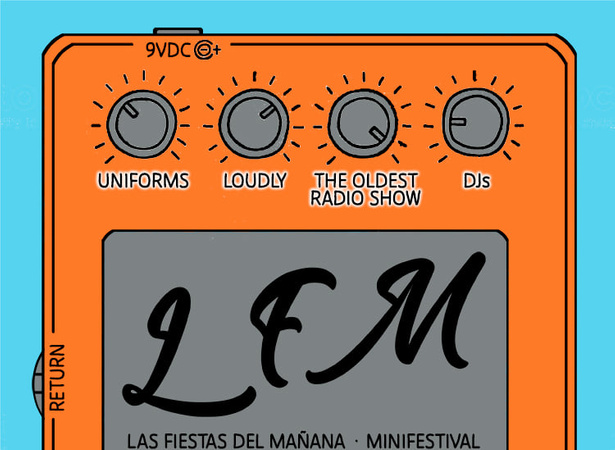 9VDC
UNIFORMS
LOUDLY
THE OLDEST
RADIO SHOW
DJs
LFM
RETURN
LAS FIESTAS DEL MAÑANA · MINIFESTIVAL